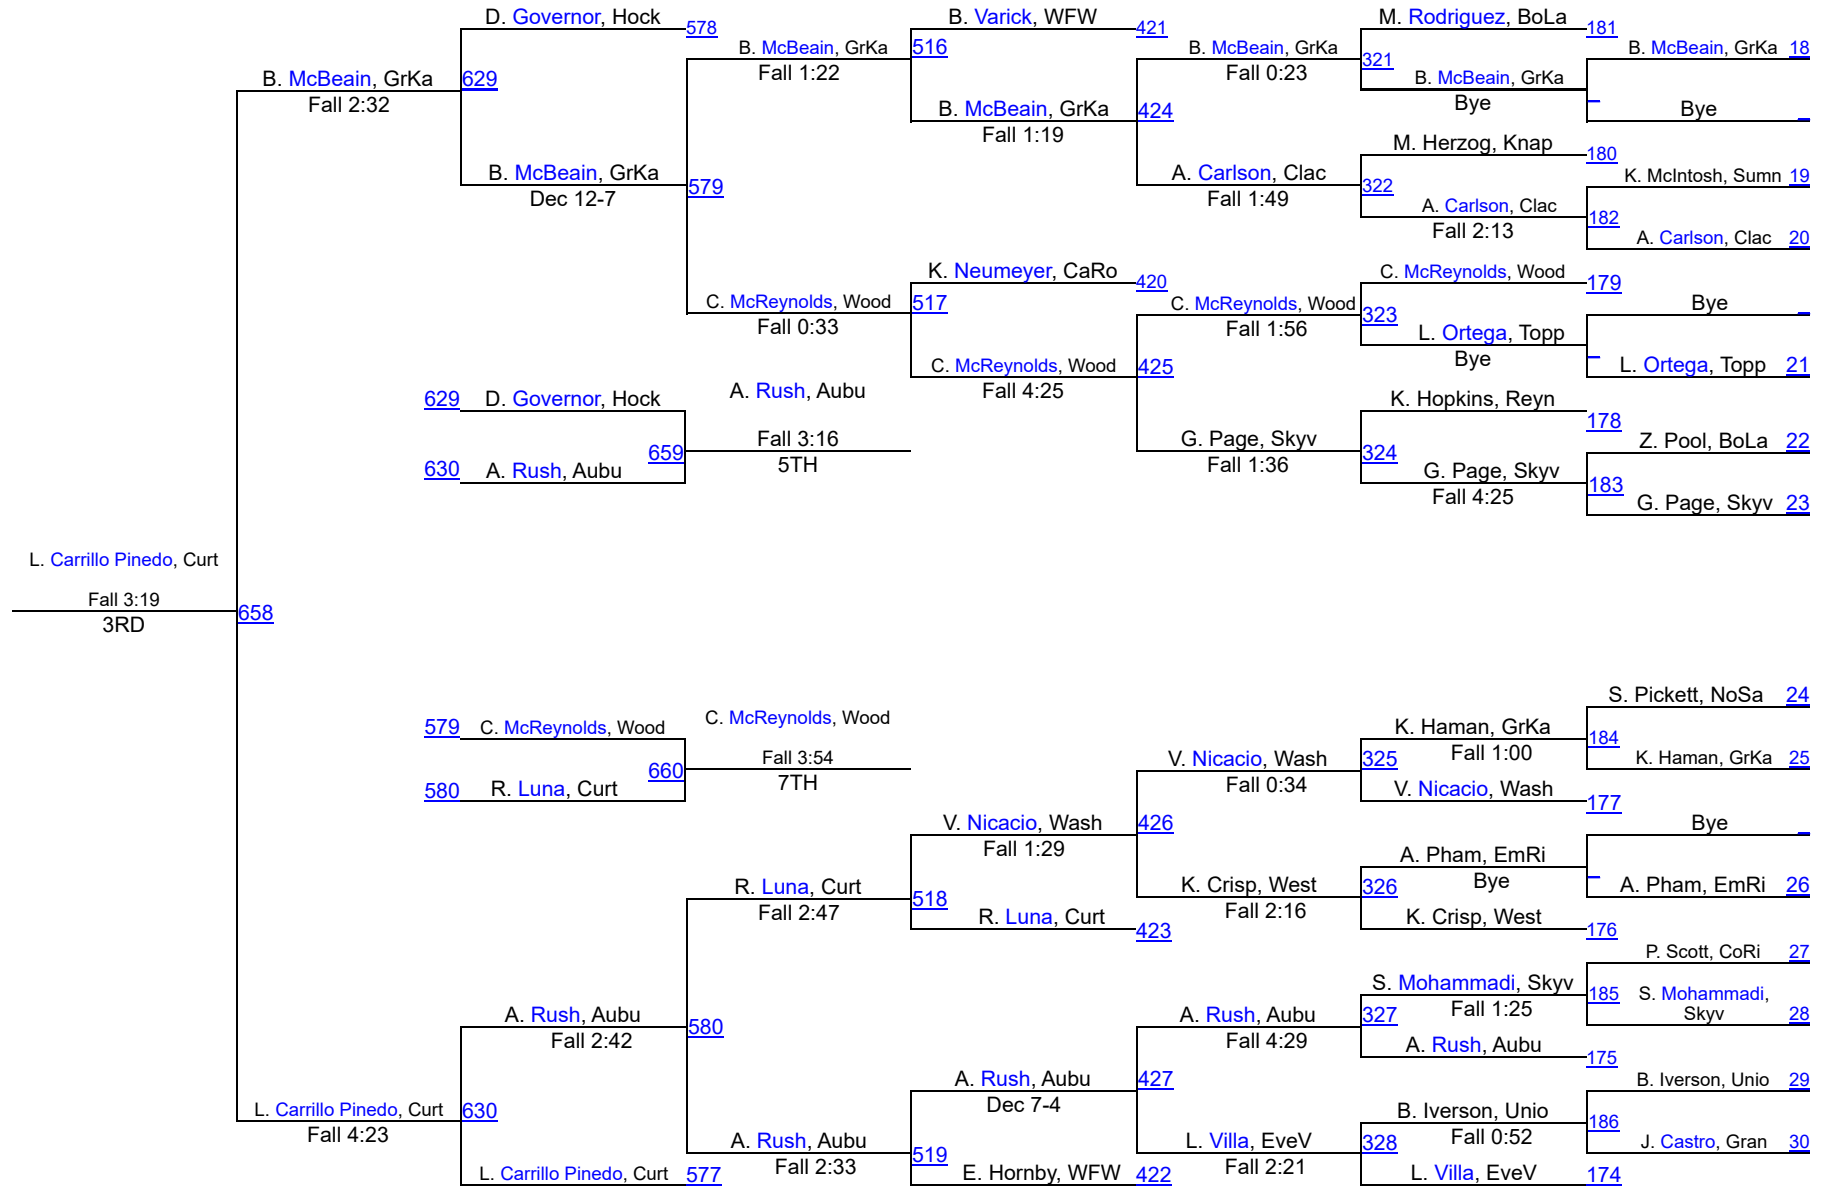 D. Governor, Hock
578
B. Varick, WFW
421
M. Rodriguez, BoLa
181
B. McBeain, GrKa 18
B. McBeain, GrKa
Fall 1:22
516
B. McBeain, GrKa
Fall 0:23
321
B. McBeain, GrKa
Bye
Bye
B. McBeain, GrKa
Fall 2:32
629
B. McBeain, GrKa
Fall 1:19
424
M. Herzog, Knap
180
K. McIntosh, Sumn 19
B. McBeain, GrKa
Dec 12-7
579
A. Carlson, Clac
Fall 1:49
322
A. Carlson, Clac
Fall 2:13
182
A. Carlson, Clac 20
K. Neumeyer, CaRo
420
C. McReynolds, Wood
179
Bye
C. McReynolds, Wood
Fall 0:33
517
C. McReynolds, Wood
Fall 1:56
323
L. Ortega, Topp
Bye
L. Ortega, Topp 21
C. McReynolds, Wood
Fall 4:25
425
629 D. Governor, Hock
A. Rush, Aubu
K. Hopkins, Reyn
178
Z. Pool, BoLa 22
Fall 3:16
5TH
659
630 A. Rush, Aubu
G. Page, Skyv
Fall 1:36
324
G. Page, Skyv
Fall 4:25
183
G. Page, Skyv 23
L. Carrillo Pinedo, Curt
Fall 3:19
3RD
658
S. Pickett, NoSa 24
579 C. McReynolds, Wood
C. McReynolds, Wood
K. Haman, GrKa
Fall 1:00
184
K. Haman, GrKa 25
Fall 3:54
7TH
660
580 R. Luna, Curt
V. Nicacio, Wash
Fall 0:34
325
V. Nicacio, Wash
177
V. Nicacio, Wash
Fall 1:29
426
Bye
A. Pham, EmRi
Bye
A. Pham, EmRi 26
R. Luna, Curt
Fall 2:47
518
K. Crisp, West
Fall 2:16
326
R. Luna, Curt
423
K. Crisp, West
176
P. Scott, CoRi 27
S. Mohammadi, Skyv
Fall 1:25
185
S. Mohammadi,
Skyv 28
A. Rush, Aubu
Fall 2:42
580
A. Rush, Aubu
Fall 4:29
327
A. Rush, Aubu
175
A. Rush, Aubu
Dec 7-4
427
B. Iverson, Unio 29
L. Carrillo Pinedo, Curt
Fall 4:23
630
B. Iverson, Unio
Fall 0:52
186
J. Castro, Gran 30
A. Rush, Aubu
Fall 2:33
519
L. Villa, EveV
Fall 2:21
328
L. Carrillo Pinedo, Curt
577
E. Hornby, WFW
422
L. Villa, EveV
174